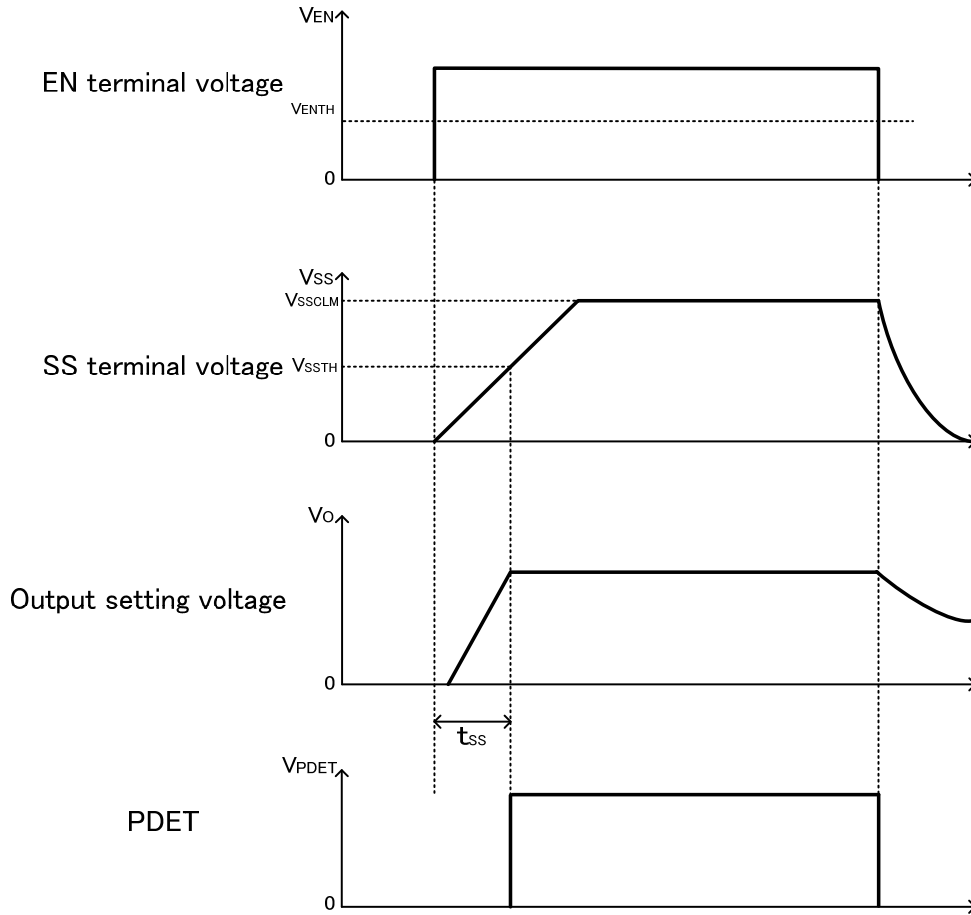 VEN
EN terminal voltage
VENTH
0
VSS
VSSCLM
SS terminal voltage
VSSTH
0
VO
Output setting voltage
0
tSS
VPDET
PDET
0